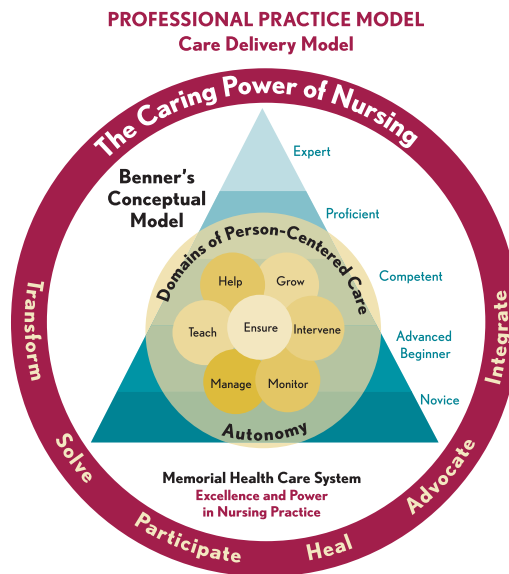 PROFESSIONAL PRACTICE MODEL
Care Delivery Model
The Caring Power of Nursing
Benner's
Conceptual
Model
Expert
Proficient
Competent
Advanced
Beginner
Novice
Domains of Person-Centered Care
Help
Grow
Teach
Ensure
Intervene
Manage
Monitor
Autonomy
Memorial Health Care System
Excellence and Power
in Nursing Practice
Transform
Solve
Participate
Heal
Advocate
Integrate